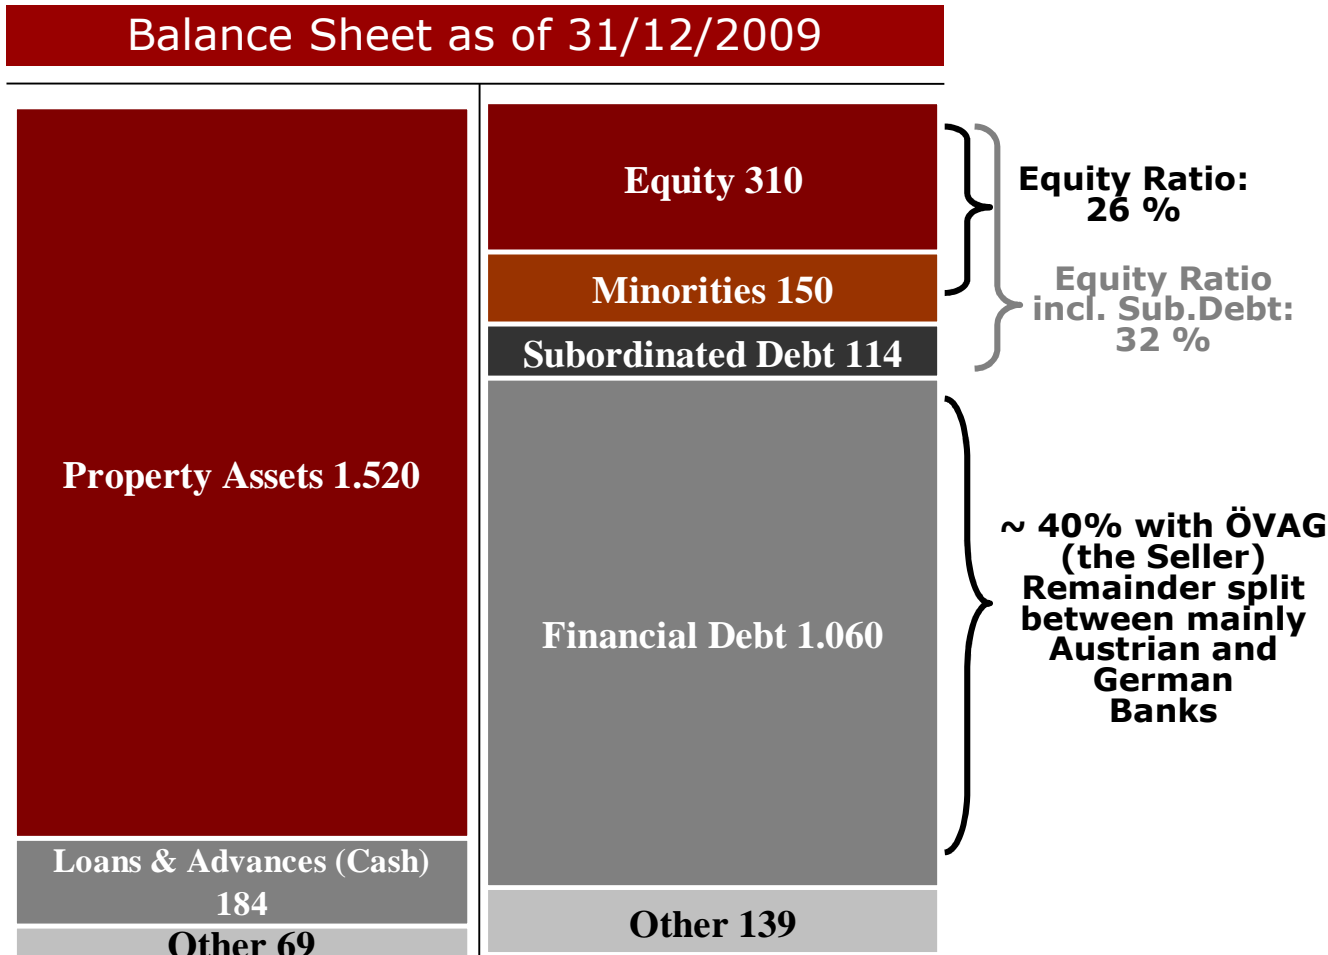 Balance Sheet as of 31/12/2009
Property Assets 1.520
Loans & Advances (Cash)
184
Other 69
Equity 310
Minorities 150
Subordinated Debt 114
Financial Debt 1.060
Other 139
Equity Ratio:
26 %
Equity Ratio
incl. Sub.Debt:
32 %
~ 40% with ÖVAG
(the Seller)
Remainder split
between mainly
Austrian and
German
Banks